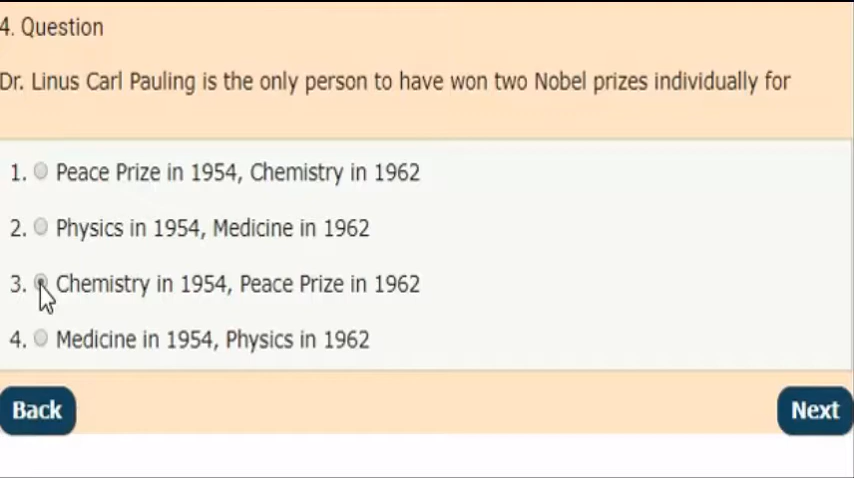 4. Question
Dr. Linus Carl Pauling is the only person to have won two Nobel prizes individually for
1. Peace Prize in 1954, Chemistry in 1962
2. Physics in 1954, Medicine in 1962
3. Chemistry in 1954, Peace Prize in 1962
4. Medicine in 1954, Physics in 1962
Back
Next